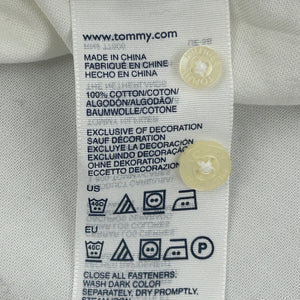 www.tommy.com
MADE IN CHINA
FABRIQUÉ EN CHINE
HECHO EN CHINA
100% COTTON/COTON/
ALGODÓN/ALGODÃO/
BAUMWOLLE/COTONE
EXCLUSIVE OF DECORATION
SAUF DÉCORATION
EXCLUYE LA DECORACIÓN
EXCLUINDO DECORAÇÃO
OHNE DEKORATION
ECCETTO DECORAZIONI
US
EU
40C
P
CLOSE ALL FASTENERS.
WASH DARK COLOR
SEPARATELY. DRY PROMPTLY.